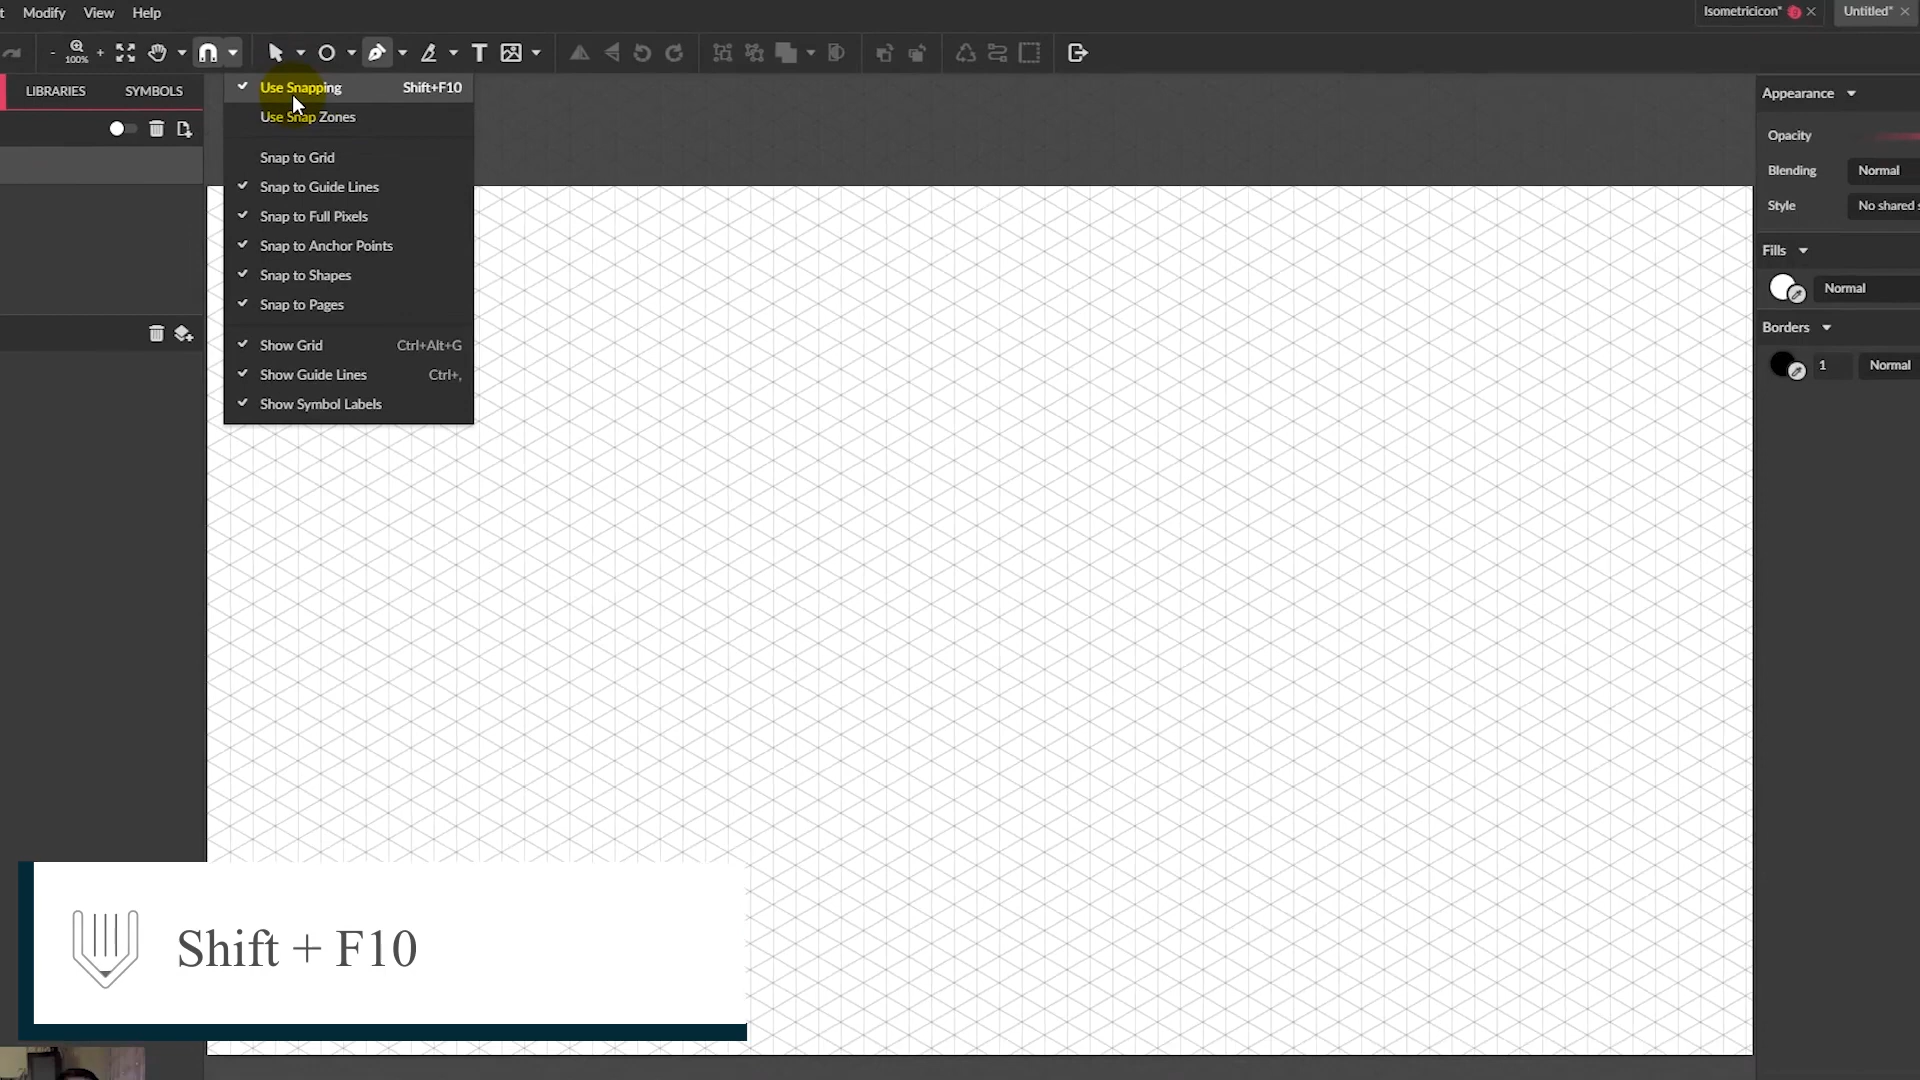 Modify View Help
Isometricicon* Untitled*
100%
LIBRARIES SYMBOLS
Use Snapping Shift+F10
Use Snap Zones
Snap to Grid
Snap to Guide Lines
Snap to Full Pixels
Snap to Anchor Points
Snap to Shapes
Snap to Pages
Show Grid Ctrl+Alt+G
Show Guide Lines Ctrl+,
Show Symbol Labels
Appearance
Opacity
Blending Normal
Style No shared s
Fills
Normal
Borders
1 Normal
Shift + F10